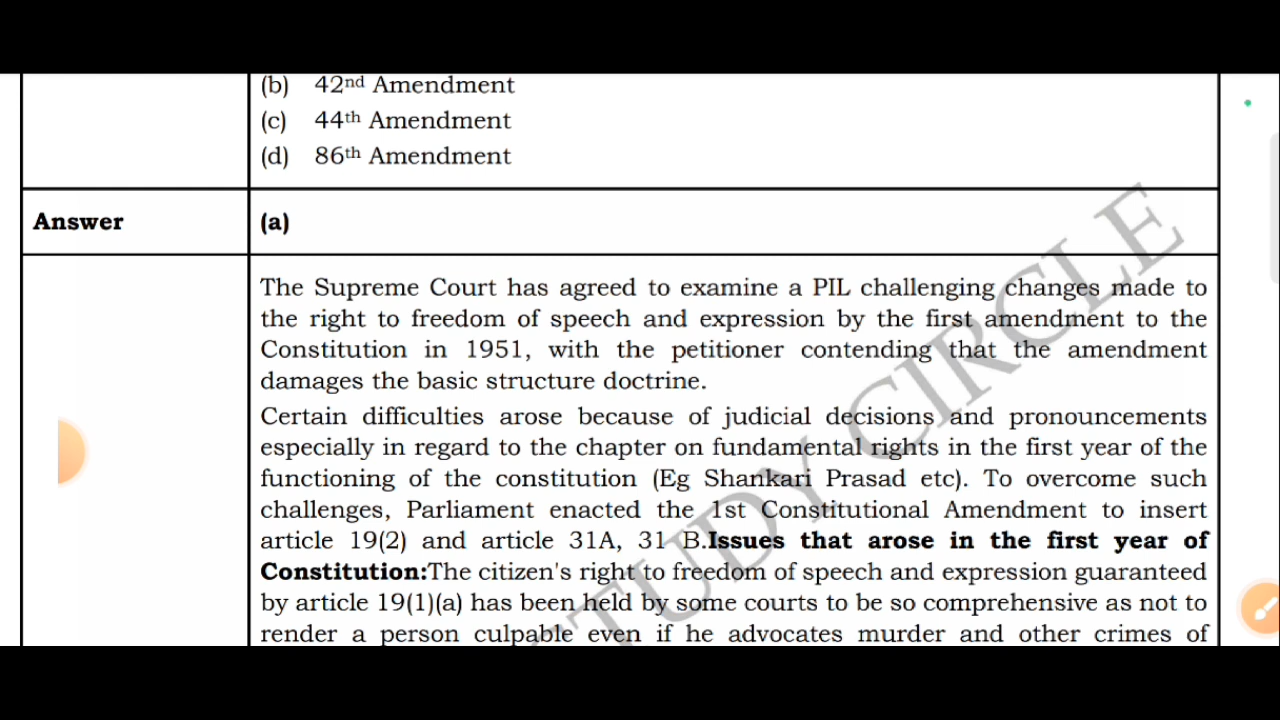 (b) 42nd Amendment
(c) 44th Amendment
(d) 86th Amendment
Answer (a)
The Supreme Court has agreed to examine a PIL challenging changes made to
the right to freedom of speech and expression by the first amendment to the
Constitution in 1951, with the petitioner contending that the amendment
damages the basic structure doctrine.
Certain difficulties arose because of judicial decisions and pronouncements
especially in regard to the chapter on fundamental rights in the first year of the
functioning of the constitution (Eg Shankari Prasad etc). To overcome such
challenges, Parliament enacted the 1st Constitutional Amendment to insert
article 19(2) and article 31A, 31 B.Issues that arose in the first year of
Constitution:The citizen's right to freedom of speech and expression guaranteed
by article 19(1)(a) has been held by some courts to be so comprehensive as not to
render a person culpable even if he advocates murder and other crimes of
STUDY CIRCLE